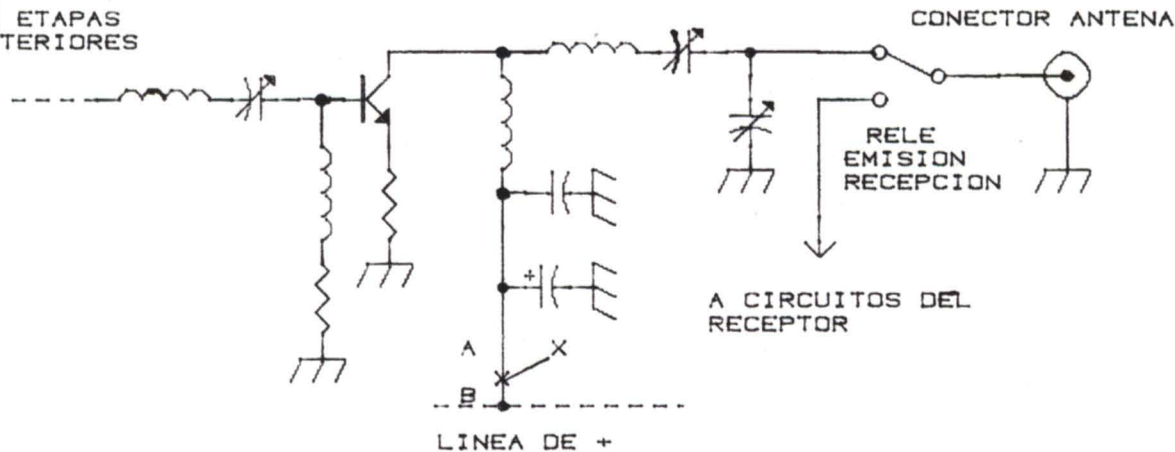 ETAPAS
TERIORES
CONECTOR ANTENA
RELE
EMISION
RECEPCION
+
A CIRCUITOS DEL
RECEPTOR
A
X
B
LINEA DE +